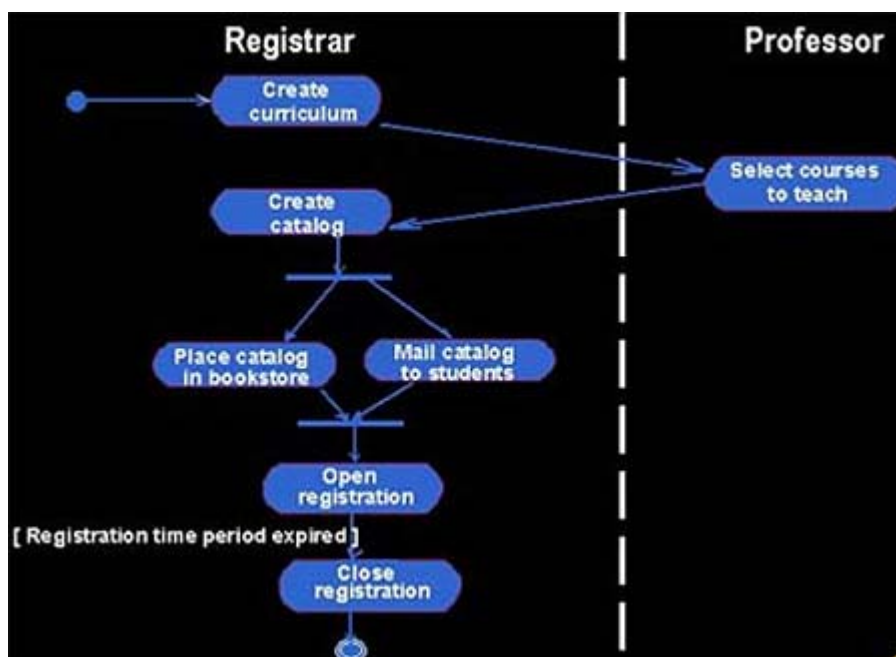 Registrar
Professor
Create
curriculum
Select courses
to teach
Create
catalog
Place catalog
in bookstore
Mail catalog
to students
Open
registration
[ Registration time period expired ]
Close
registration